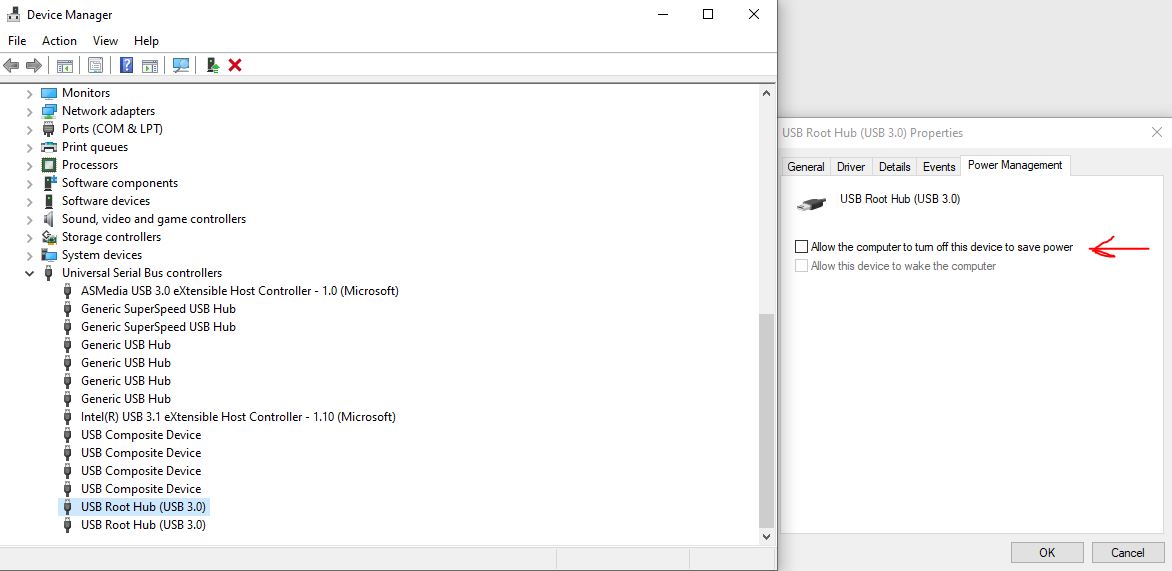 Device Manager
File Action View Help
Monitors
Network adapters
Ports (COM & LPT)
Print queues
Processors
Software components
Software devices
Sound, video and game controllers
Storage controllers
System devices
Universal Serial Bus controllers
ASMedia USB 3.0 eXtensible Host Controller - 1.0 (Microsoft)
Generic SuperSpeed USB Hub
Generic SuperSpeed USB Hub
Generic USB Hub
Generic USB Hub
Generic USB Hub
Generic USB Hub
Intel(R) USB 3.1 eXtensible Host Controller - 1.10 (Microsoft)
USB Composite Device
USB Composite Device
USB Composite Device
USB Composite Device
USB Root Hub (USB 3.0)
USB Root Hub (USB 3.0)
USB Root Hub (USB 3.0) Properties
General Driver Details Events Power Management
USB Root Hub (USB 3.0)
Allow the computer to turn off this device to save power
Allow this device to wake the computer
OK Cancel